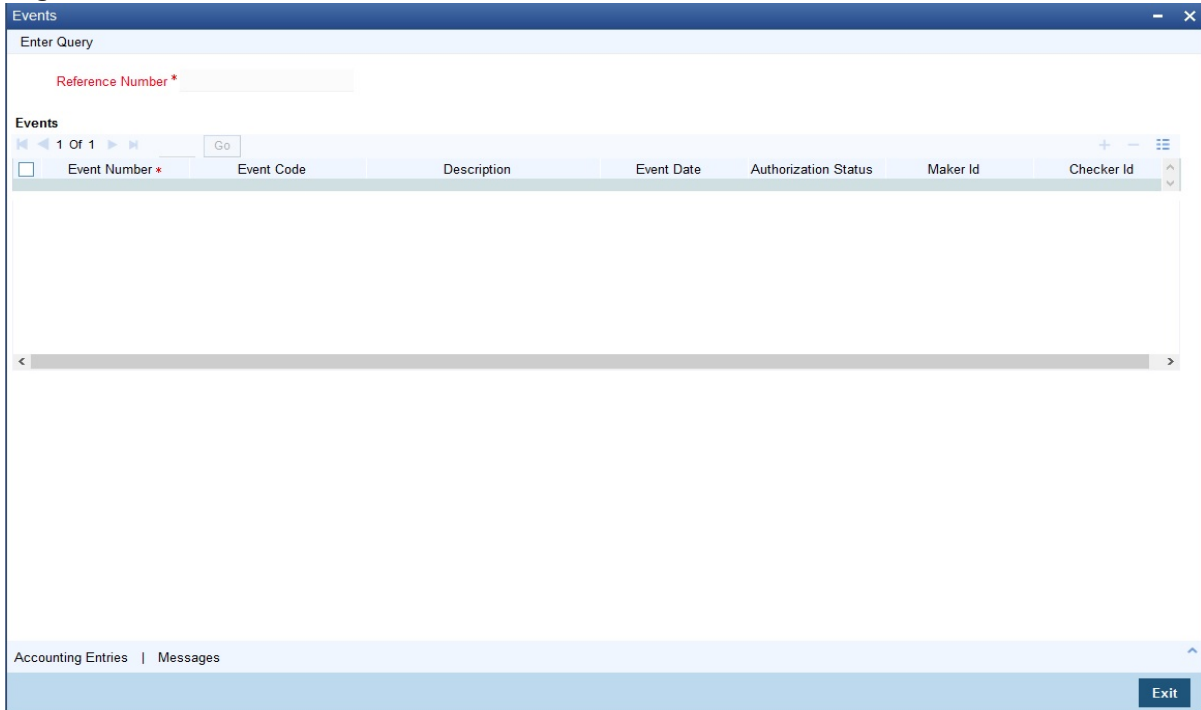 Events
Enter Query
Reference Number *
Events
1 Of 1 Go
Event Number * Event Code Description Event Date Authorization Status Maker Id Checker Id
Accounting Entries | Messages
Exit